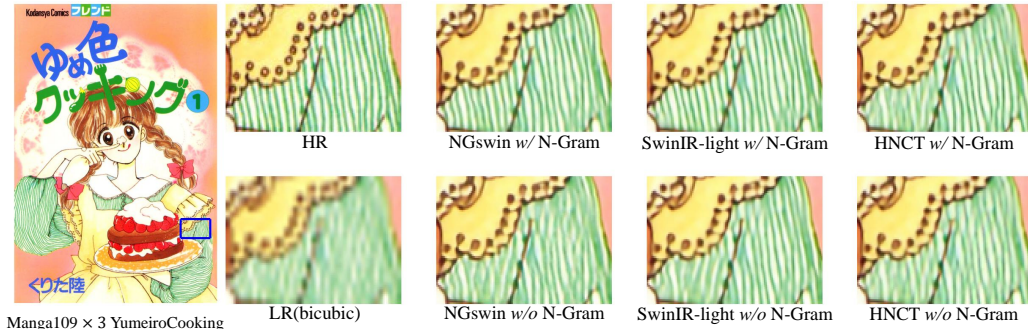 Kodansya Comics フレンド
ゆめ色
クッキング 1
くりた陸
Manga109 × 3 YumeiroCooking
HR
NGswin w/ N-Gram
SwinIR-light w/ N-Gram
HNCT w/ N-Gram
LR(bicubic)
NGswin w/o N-Gram
SwinIR-light w/o N-Gram
HNCT w/o N-Gram